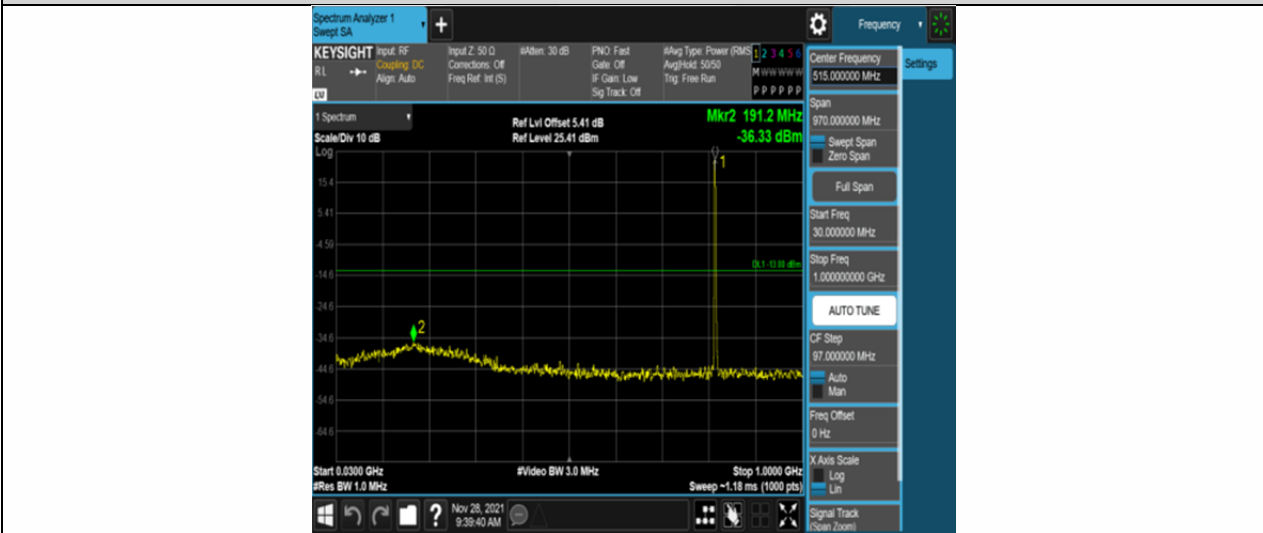 Spectrum Analyzer 1
Swept SA
+
Frequency
KEYSIGHT
RL
Input: RF
Coupling: DC
Align: Auto
Input Z: 50 Ω
Corrections: Off
Freq Ref: Int (S)
#Atten: 30 dB
PNO: Fast
Gate: Off
IF Gain: Low
Sig Track: Off
#Avg Type: Power (RMS
Avg|Hold: 50/50
Trig: Free Run
1 2 3 4 5 6
M W W W W W
P P P P P P
Center Frequency
515.000000 MHz
Settings
1 Spectrum
Scale/Div 10 dB
Ref Lvl Offset 5.41 dB
Ref Level 25.41 dBm
Mkr2 191.2 MHz
-36.33 dBm
Span
970.000000 MHz
Swept Span
Zero Span
Full Span
Start Freq
30.000000 MHz
Stop Freq
1.000000000 GHz
AUTO TUNE
CF Step
97.000000 MHz
Auto
Man
Freq Offset
0 Hz
X Axis Scale
Log
Lin
Signal Track
(Span Zoom)
Log
15.4
5.41
-4.59
-14.6
-24.6
-34.6
-44.6
-54.6
-64.6
1
2
DL1 -13.00 dBm
Start 0.0300 GHz
#Video BW 3.0 MHz
Stop 1.0000 GHz
#Res BW 1.0 MHz
Sweep ~1.18 ms (1000 pts)
?
Nov 28, 2021
9:39:40 AM